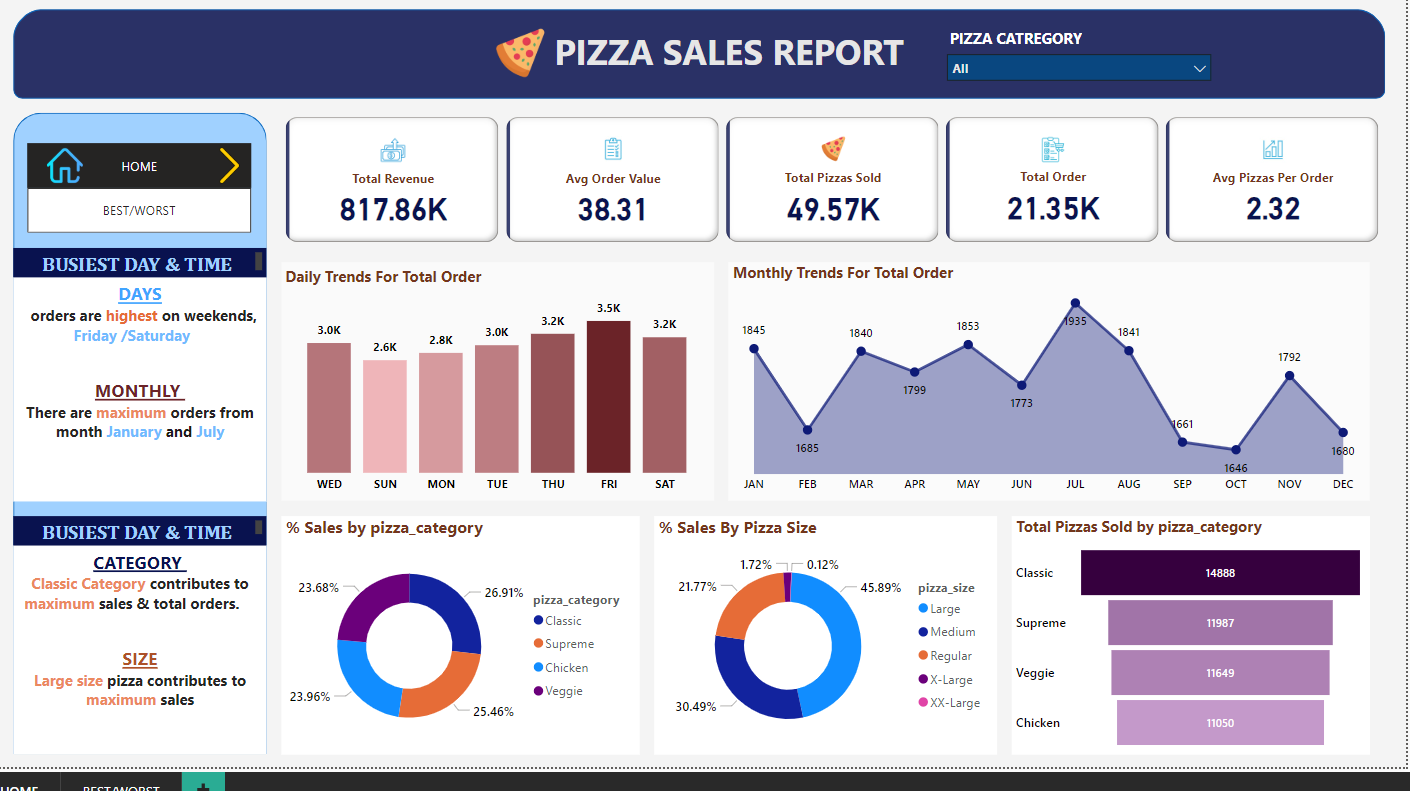 PIZZA SALES REPORT
PIZZA CATREGORY
All
HOME
BEST/WORST
BUSIEST DAY & TIME
DAYS
orders are highest on weekends,
Friday /Saturday
MONTHLY
There are maximum orders from
month January and July
BUSIEST DAY & TIME
CATEGORY
Classic Category contributes to
maximum sales & total orders.
SIZE
Large size pizza contributes to
maximum sales
Total Revenue
817.86K
Avg Order Value
38.31
Total Pizzas Sold
49.57K
Total Order
21.35K
Avg Pizzas Per Order
2.32
Daily Trends For Total Order
3.0K
2.6K
2.8K
3.0K
3.2K
3.5K
3.2K
WED
SUN
MON
TUE
THU
FRI
SAT
Monthly Trends For Total Order
1845
1685
1840
1799
1853
1773
1935
1841
1661
1646
1792
1680
JAN
FEB
MAR
APR
MAY
JUN
JUL
AUG
SEP
OCT
NOV
DEC
% Sales by pizza_category
23.68%
26.91%
23.96%
25.46%
pizza_category
Classic
Supreme
Chicken
Veggie
% Sales By Pizza Size
1.72%
0.12%
21.77%
45.89%
30.49%
pizza_size
Large
Medium
Regular
X-Large
XX-Large
Total Pizzas Sold by pizza_category
Classic
14888
Supreme
11987
Veggie
11649
Chicken
11050
HOME
BEST/WORST
+